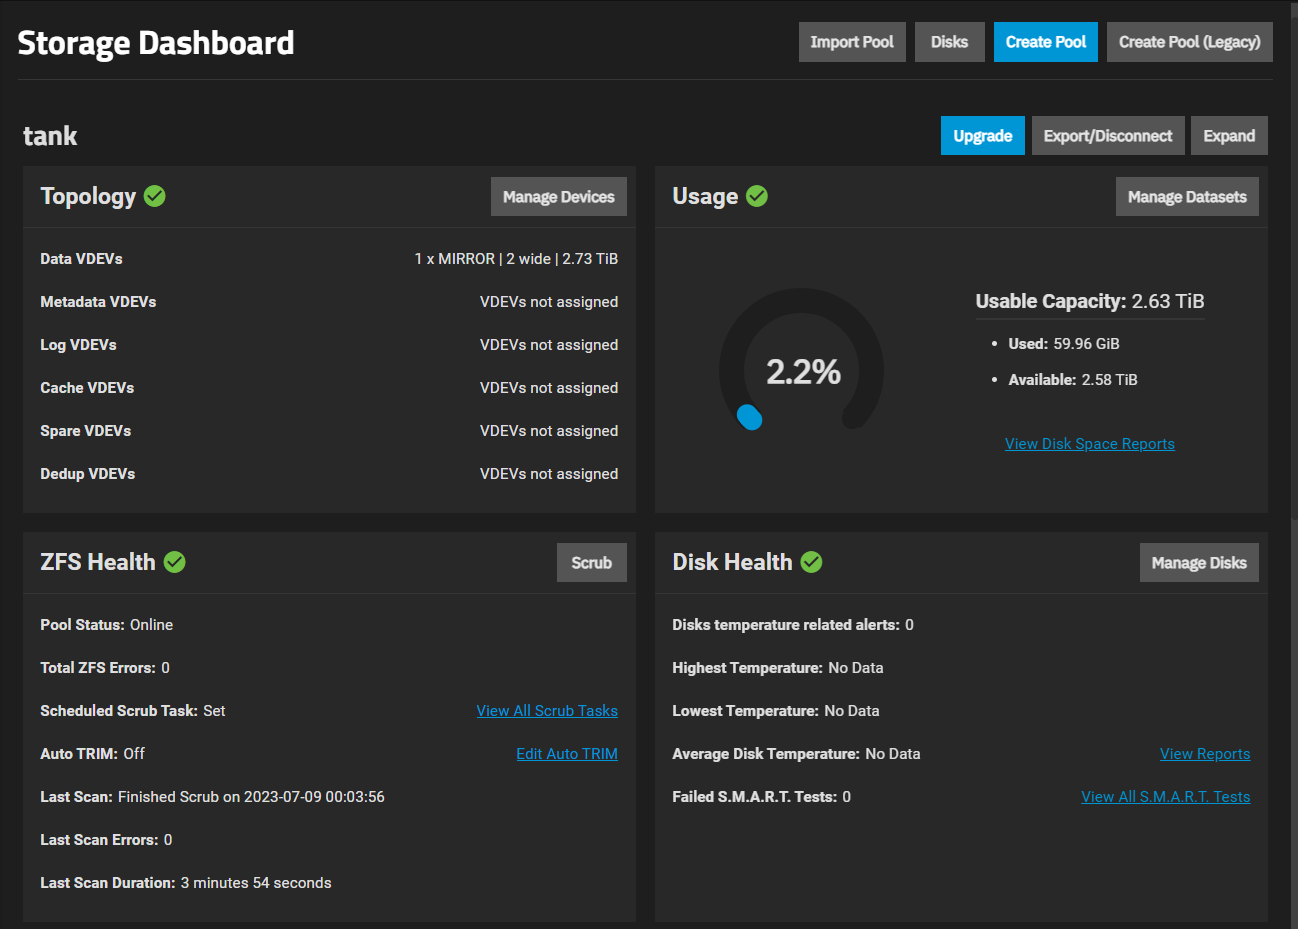 Storage Dashboard
Import Pool
Disks
Create Pool
Create Pool (Legacy)
tank
Upgrade
Export/Disconnect
Expand
Topology
Manage Devices
Data VDEVs 1 x MIRROR | 2 wide | 2.73 TiB
Metadata VDEVs VDEVs not assigned
Log VDEVs VDEVs not assigned
Cache VDEVs VDEVs not assigned
Spare VDEVs VDEVs not assigned
Dedup VDEVs VDEVs not assigned
Usage
Manage Datasets
2.2%
Usable Capacity: 2.63 TiB
• Used: 59.96 GiB
• Available: 2.58 TiB
View Disk Space Reports
ZFS Health
Scrub
Pool Status: Online
Total ZFS Errors: 0
Scheduled Scrub Task: Set View All Scrub Tasks
Auto TRIM: Off Edit Auto TRIM
Last Scan: Finished Scrub on 2023-07-09 00:03:56
Last Scan Errors: 0
Last Scan Duration: 3 minutes 54 seconds
Disk Health
Manage Disks
Disks temperature related alerts: 0
Highest Temperature: No Data
Lowest Temperature: No Data
Average Disk Temperature: No Data View Reports
Failed S.M.A.R.T. Tests: 0 View All S.M.A.R.T. Tests